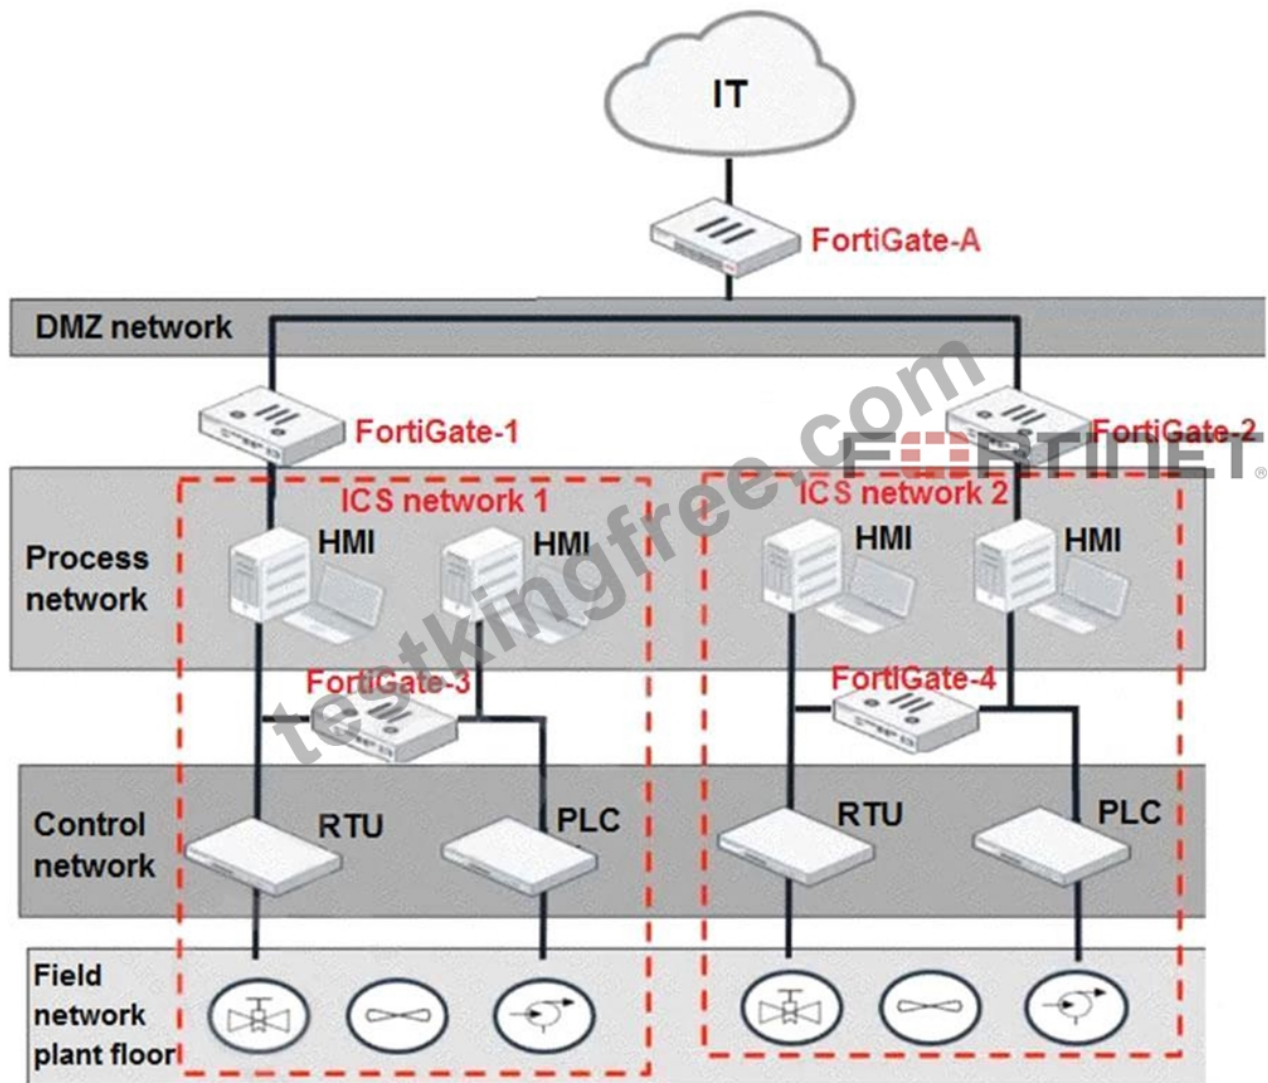 IT
FortiGate-A
DMZ network
FortiGate-1
FortiGate-2
FORTINET®
testkingfree.com
ICS network 1
ICS network 2
Process
network
HMI
HMI
HMI
HMI
FortiGate-3
FortiGate-4
Control
network
RTU
PLC
RTU
PLC
Field
network
plant floor